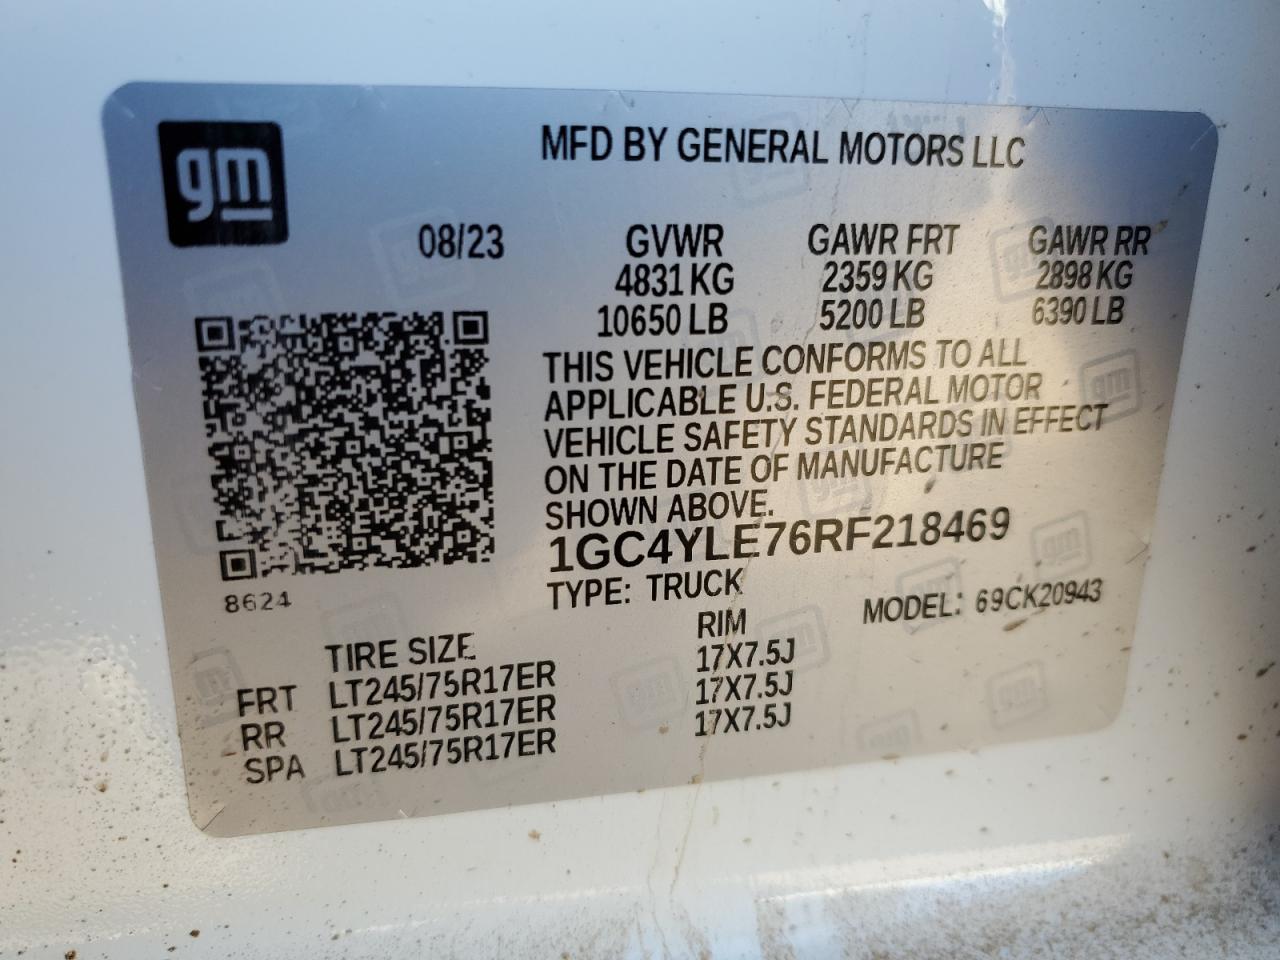 gm
MFD BY GENERAL MOTORS LLC
08/23 GVWR GAWR FRT GAWR RR
4831 KG 2359 KG 2898 KG
10650 LB 5200 LB 6390 LB
THIS VEHICLE CONFORMS TO ALL
APPLICABLE U.S. FEDERAL MOTOR
VEHICLE SAFETY STANDARDS IN EFFECT
ON THE DATE OF MANUFACTURE
SHOWN ABOVE.
1GC4YLE76RF218469
8624
TYPE: TRUCK MODEL: 69CK20943
TIRE SIZE RIM
FRT LT245/75R17ER 17X7.5J
RR LT245/75R17ER 17X7.5J
SPA LT245/75R17ER 17X7.5J